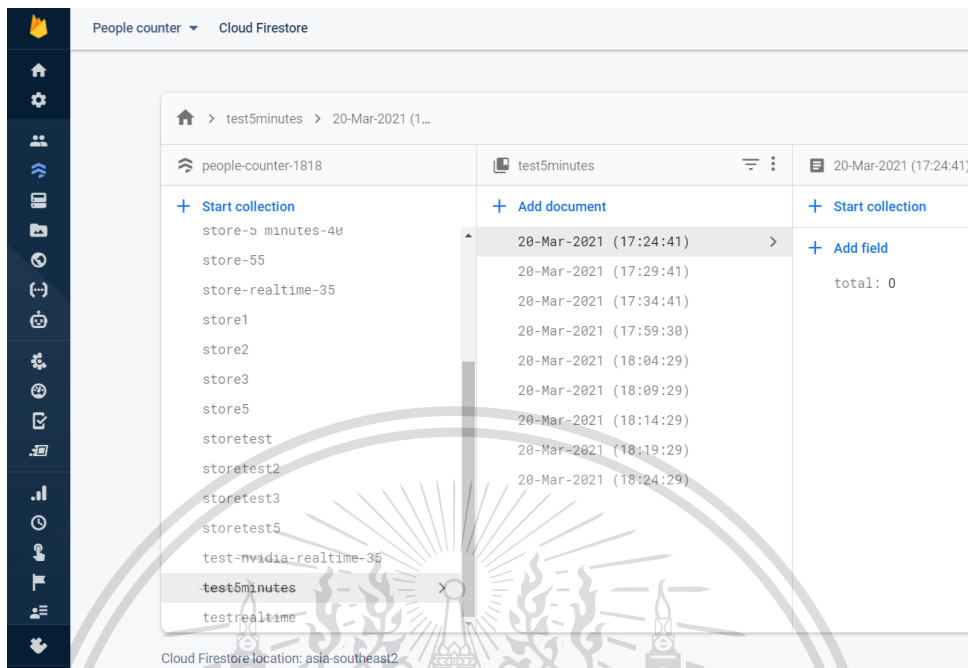 People counter Cloud Firestore
test5minutes 20-Mar-2021 (1...
people-counter-1818
Start collection
store-5 minutes-40
store-55
store-realtime-35
store1
store2
store3
store5
storetest
storetest2
storetest3
storetest5
test-nvidia-realtime-35
test5minutes
testrealtime
test5minutes
Add document
20-Mar-2021 (17:24:41)
20-Mar-2021 (17:29:41)
20-Mar-2021 (17:34:41)
20-Mar-2021 (17:59:30)
20-Mar-2021 (18:04:29)
20-Mar-2021 (18:09:29)
20-Mar-2021 (18:14:29)
20-Mar-2021 (18:19:29)
20-Mar-2021 (18:24:29)
20-Mar-2021 (17:24:41)
Start collection
Add field
total: 0
Cloud Firestore location: asia-southeast2